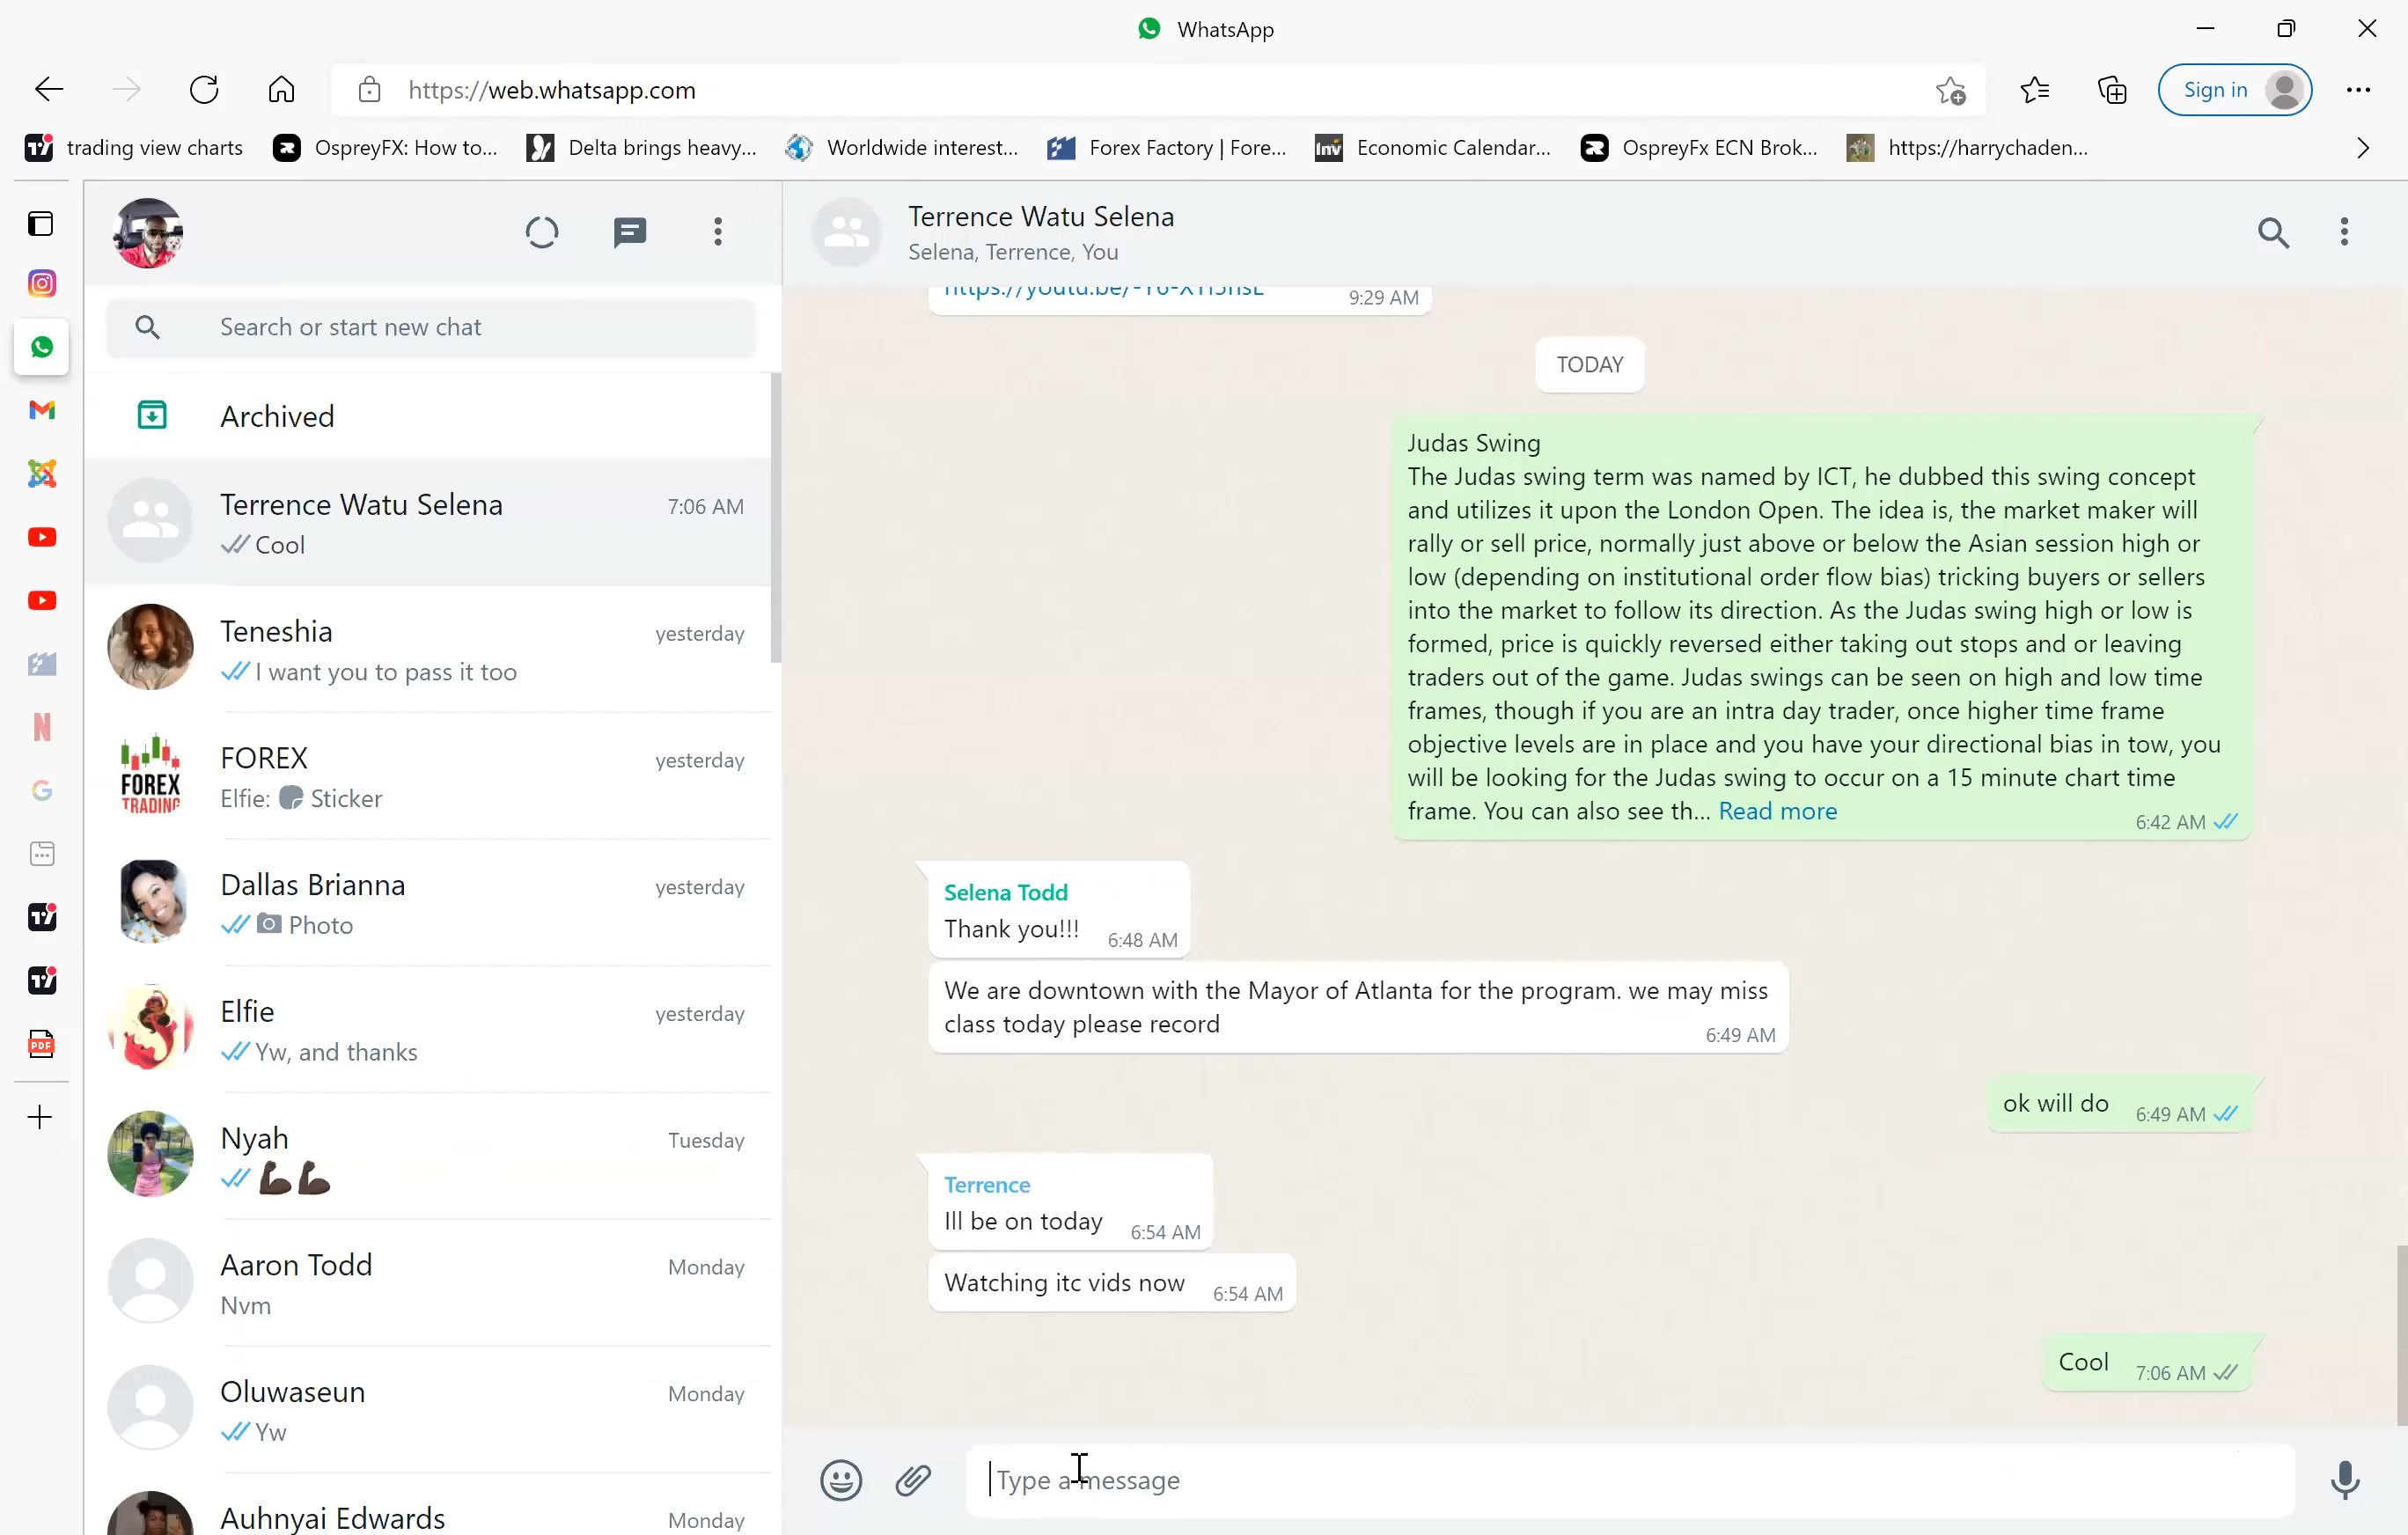 WhatsApp
https://web.whatsapp.com
Sign in
trading view charts
OspreyFX: How to...
Delta brings heavy...
Worldwide interest...
Forex Factory | Fore...
Inv
Economic Calendar...
OspreyFx ECN Brok...
https://harrychaden...
Search or start new chat
Archived
Terrence Watu Selena 7:06 AM
Cool
Teneshia yesterday
I want you to pass it too
FOREX TRADING
FOREX yesterday
Elfie: Sticker
Dallas Brianna yesterday
Photo
Elfie yesterday
Yw, and thanks
Nyah Tuesday
💪🏿💪🏿
Aaron Todd Monday
Nvm
Oluwaseun Monday
Yw
Auhnyai Edwards Monday
PDF
Terrence Watu Selena
Selena, Terrence, You
9:29 AM
TODAY
Judas Swing
The Judas swing term was named by ICT, he dubbed this swing concept
and utilizes it upon the London Open. The idea is, the market maker will
rally or sell price, normally just above or below the Asian session high or
low (depending on institutional order flow bias) tricking buyers or sellers
into the market to follow its direction. As the Judas swing high or low is
formed, price is quickly reversed either taking out stops and or leaving
traders out of the game. Judas swings can be seen on high and low time
frames, though if you are an intra day trader, once higher time frame
objective levels are in place and you have your directional bias in tow, you
will be looking for the Judas swing to occur on a 15 minute chart time
frame. You can also see th... Read more
6:42 AM
Selena Todd
Thank you!!! 6:48 AM
We are downtown with the Mayor of Atlanta for the program. we may miss
class today please record
6:49 AM
ok will do 6:49 AM
Terrence
Ill be on today 6:54 AM
Watching itc vids now 6:54 AM
Cool 7:06 AM
Type a message